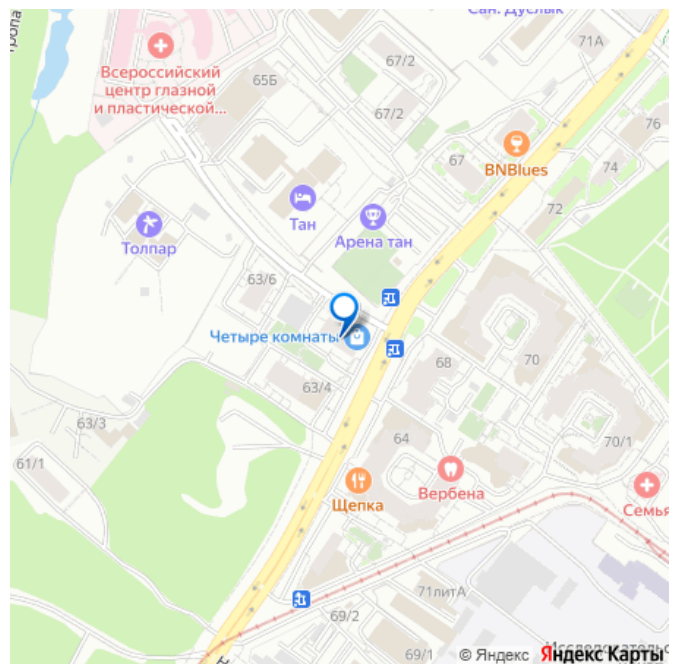 Сан. Дуслык
71А
67/2
Всероссийский
центр глазной
и пластической...
65Б
67/2
76
67
BNBlues
74
72
Тан
Арена тан
Толпар
63/6
Четыре комнаты
68
70
63/4
63/3
64
70/1
61/1
Вербена
Щепка
Семья
71литА
69/2
69/1
© Яндекс
Яндекс Карты